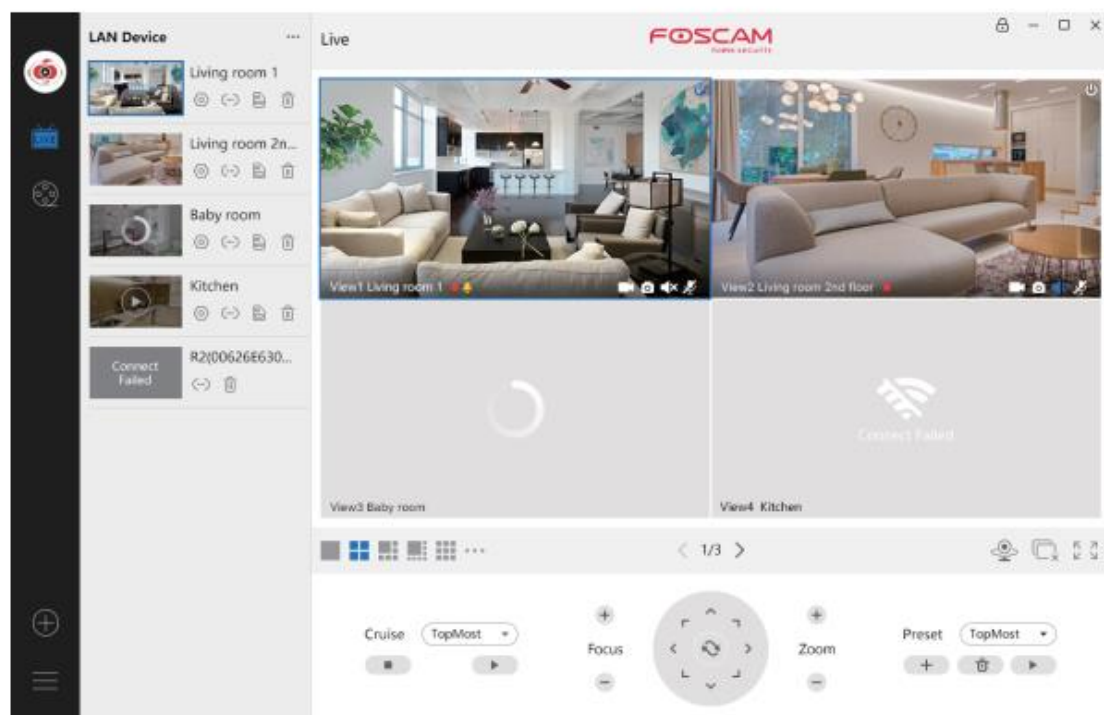 LAN Device
Live
FOSCAM
Living room 1
Living room 2n...
Baby room
Kitchen
Connect
Failed
R2(00626E630...
View1 Living room 1
View2 Living room 2nd floor
Connect Failed
View3 Baby room
View4 Kitchen
1/3
Cruise
TopMost
Focus
Zoom
Preset
TopMost